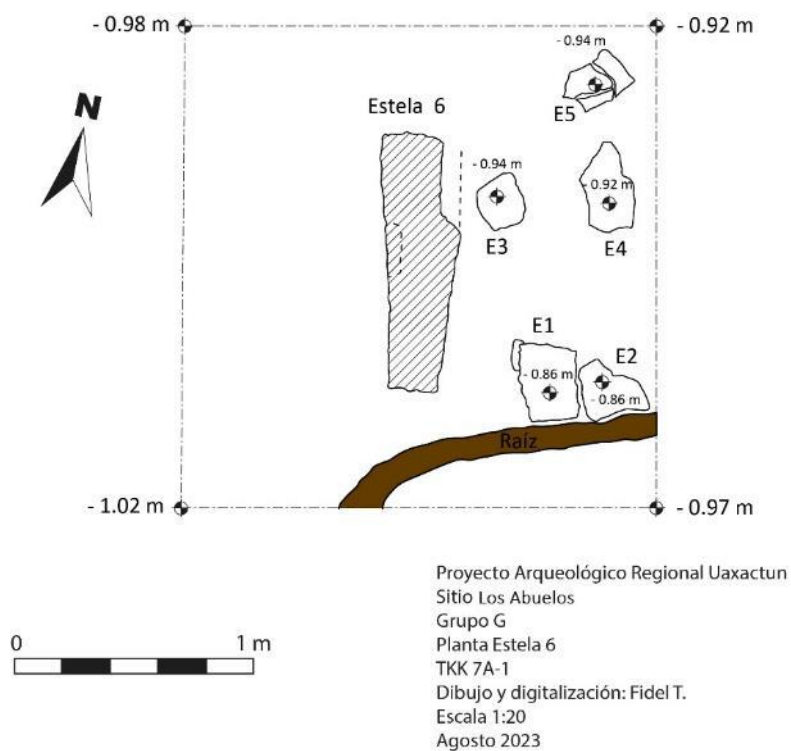 - 0.98 m
- 0.92 m
- 0.94 m
N
Estela 6
E5
- 0.94 m
- 0.92 m
E3
E4
E1
E2
- 0.86 m
- 0.86 m
Raíz
- 1.02 m
- 0.97 m
Proyecto Arqueológico Regional Uaxactun
Sitio Los Abuelos
Grupo G
Planta Estela 6
TKK 7A-1
Dibujo y digitalización: Fidel T.
Escala 1:20
Agosto 2023
0
1 m